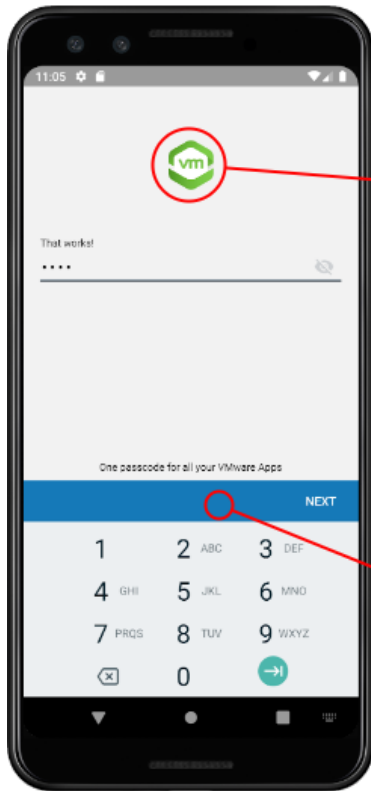 11:05
vm
That works!
••••
One passcode for all your VMware Apps
NEXT
1
2 ABC
3 DEF
4 GHI
5 JKL
6 MNO
7 PRQS
8 TUV
9 WXYZ
0